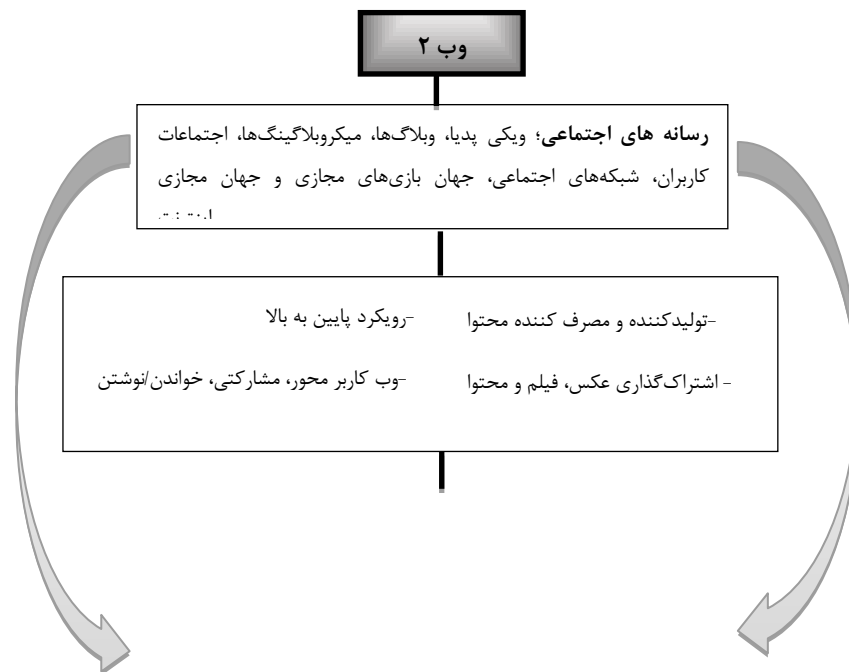 وب ۲
رسانه های اجتماعی؛ ویکی پدیا، وبلاگ‌ها، میکروبلاگینگ‌ها، اجتماعات
کاربران، شبکه‌های اجتماعی، جهان بازی‌های مجازی و جهان مجازی
-تولیدکننده و مصرف کننده محتوا -رویکرد پایین به بالا
- اشتراک‌گذاری عکس، فیلم و محتوا -وب کاربر محور، مشارکتی، خواندن/نوشتن